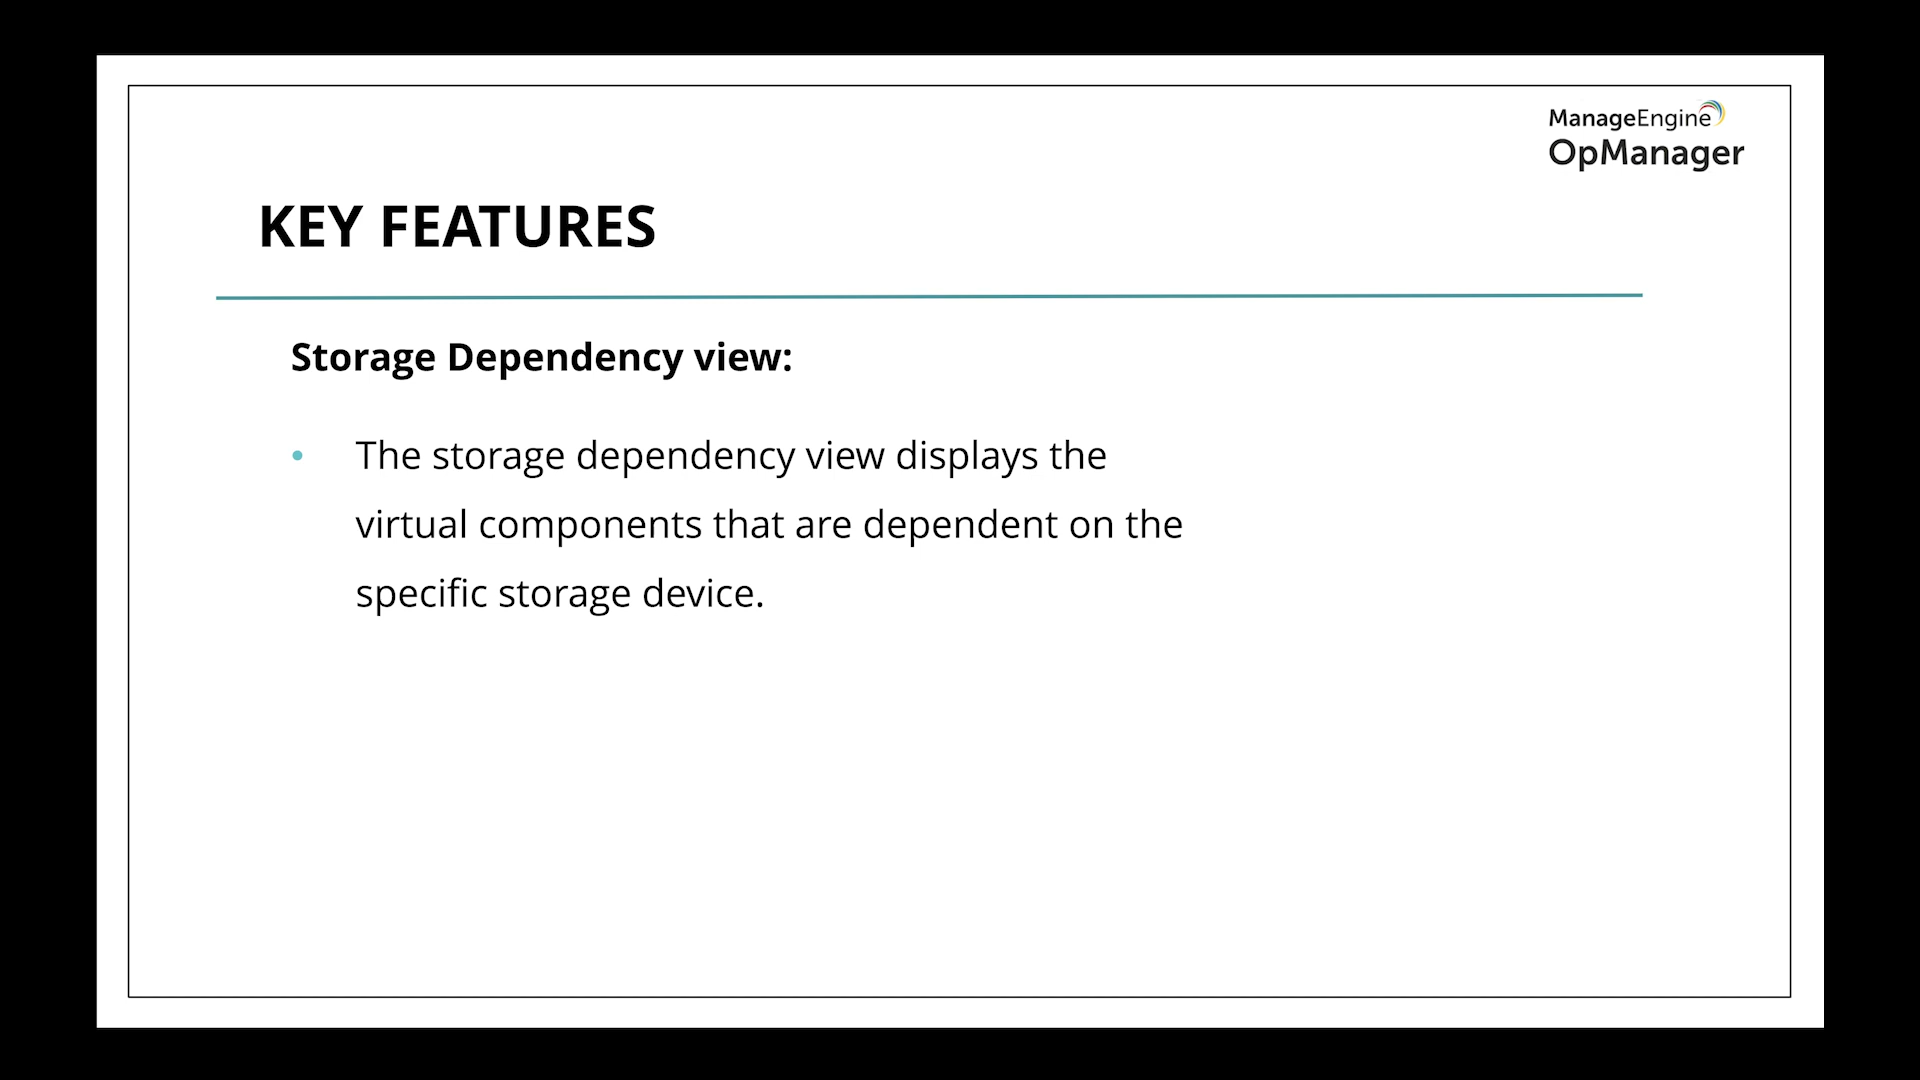 ManageEngine
OpManager
KEY FEATURES
Storage Dependency view:
• The storage dependency view displays the
virtual components that are dependent on the
specific storage device.